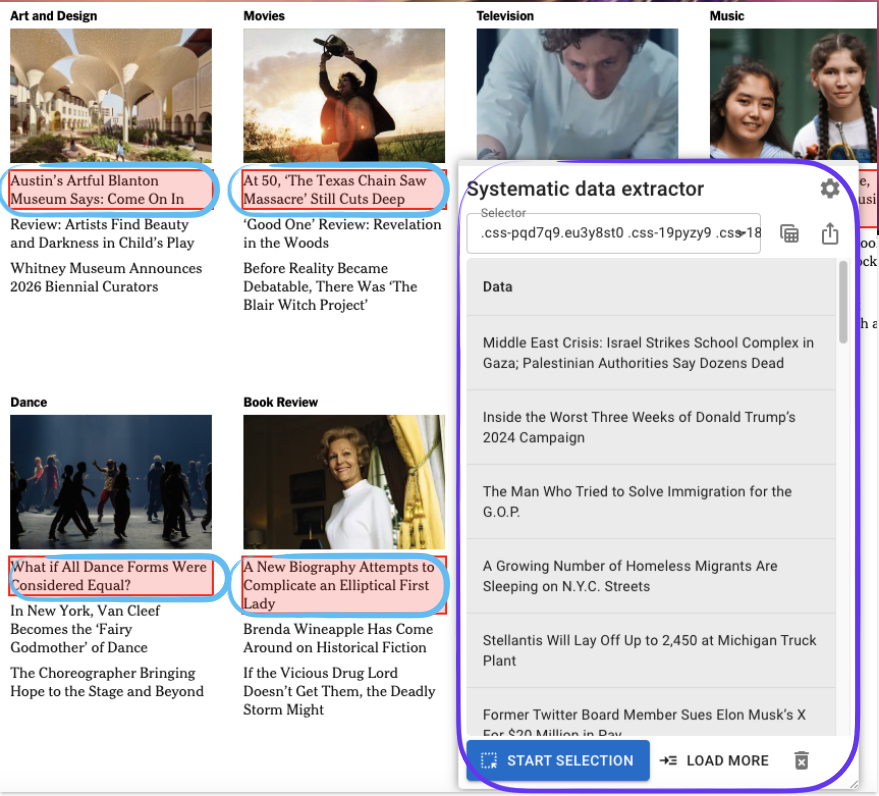 Art and Design
Movies
Television
Music
Austin’s Artful Blanton
Museum Says: Come On In
Review: Artists Find Beauty
and Darkness in Child’s Play
Whitney Museum Announces
2026 Biennial Curators
At 50, ‘The Texas Chain Saw
Massacre’ Still Cuts Deep
‘Good One’ Review: Revelation
in the Woods
Before Reality Became
Debatable, There Was ‘The
Blair Witch Project’
Dance
Book Review
What if All Dance Forms Were
Considered Equal?
In New York, Van Cleef
Becomes the ‘Fairy
Godmother’ of Dance
The Choreographer Bringing
Hope to the Stage and Beyond
A New Biography Attempts to
Complicate an Elliptical First
Lady
Brenda Wineapple Has Come
Around on Historical Fiction
If the Vicious Drug Lord
Doesn’t Get Them, the Deadly
Storm Might
Systematic data extractor
Selector
.css-pqd7q9.eu3y8st0 .css-19pyzy9 .css-18
Data
Middle East Crisis: Israel Strikes School Complex in
Gaza; Palestinian Authorities Say Dozens Dead
Inside the Worst Three Weeks of Donald Trump’s
2024 Campaign
The Man Who Tried to Solve Immigration for the
G.O.P.
A Growing Number of Homeless Migrants Are
Sleeping on N.Y.C. Streets
Stellantis Will Lay Off Up to 2,450 at Michigan Truck
Plant
Former Twitter Board Member Sues Elon Musk’s X
For $20 Million in Pay
START SELECTION
LOAD MORE